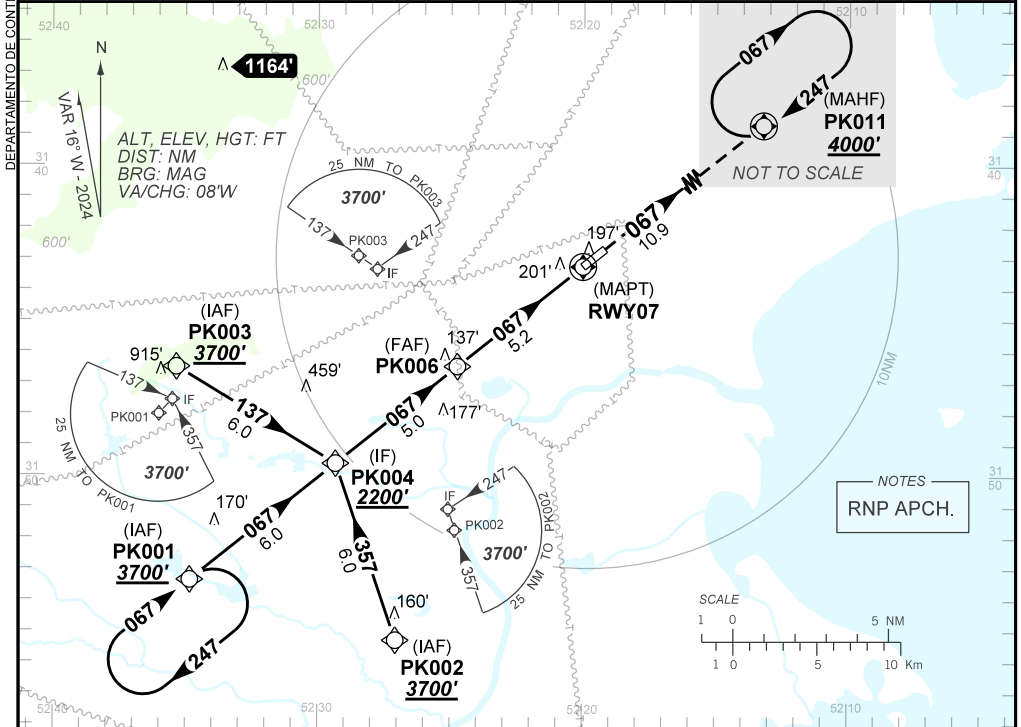 DEPARTAMENTO DE CONT
52 40
52 30
52 20
52 10
N
VAR 16° W - 2024
1164'
600'
ALT, ELEV, HGT: FT
DIST: NM
BRG: MAG
VA/CHG: 08'W
31
40
31
40
600'
067
247
(MAHF)
PK011
4000'
NOT TO SCALE
25 NM TO PK003
3700'
137
247
PK003
IF
067
10.9
197'
201'
(MAPT)
RWY07
(IAF)
PK003
3700'
915'
137
IF
PK001
357
3700'
25 NM TO PK001
137
6.0
459'
(FAF)
PK006
137'
067
5.2
067
5.0
177'
10NM
(IF)
PK004
2200'
31
50
31
50
170'
067
6.0
(IAF)
PK001
3700'
067
247
357
6.0
160'
(IAF)
PK002
3700'
IF
247
PK002
3700'
357
25 NM TO PK002
NOTES
RNP APCH.
SCALE
1 0 5 NM
1 0 5 10 Km
52 40
52 30
52 20
52 10